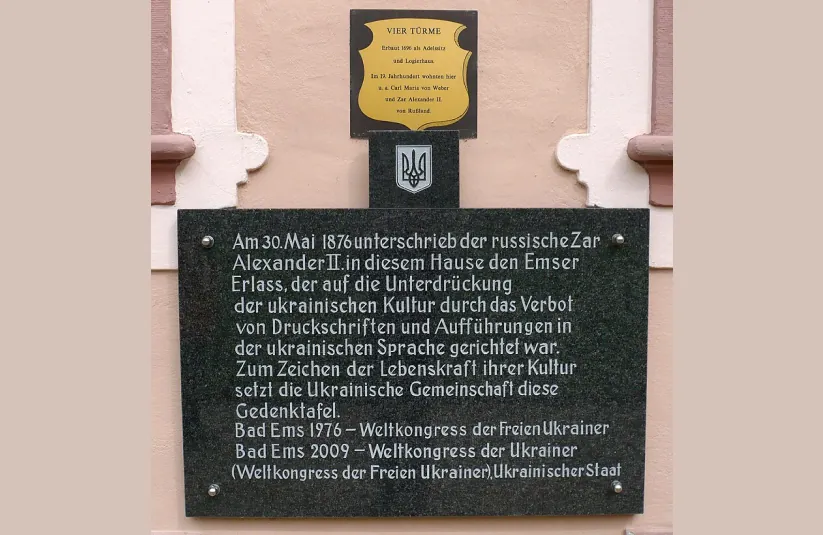 VIER TÜRME
Erbaut 1696 als Adelssitz
und Logierhaus.
Im 19. Jahrhundert wohnten hier
u. a. Carl Maria von Weber
und Zar Alexander II.
von Rußland.
Am 30. Mai 1876 unterschrieb der russische Zar
Alexander II. in diesem Hause den Emser
Erlass, der auf die Unterdrückung
der ukrainischen Kultur durch das Verbot
von Druckschriften und Aufführungen in
der ukrainischen Sprache gerichtet war.
Zum Zeichen der Lebenskraft ihrer Kultur
setzt die Ukrainische Gemeinschaft diese
Gedenktafel.
Bad Ems 1976 – Weltkongress der Freien Ukrainer
Bad Ems 2009 – Weltkongress der Ukrainer
(Weltkongress der Freien Ukrainer), Ukrainischer Staat